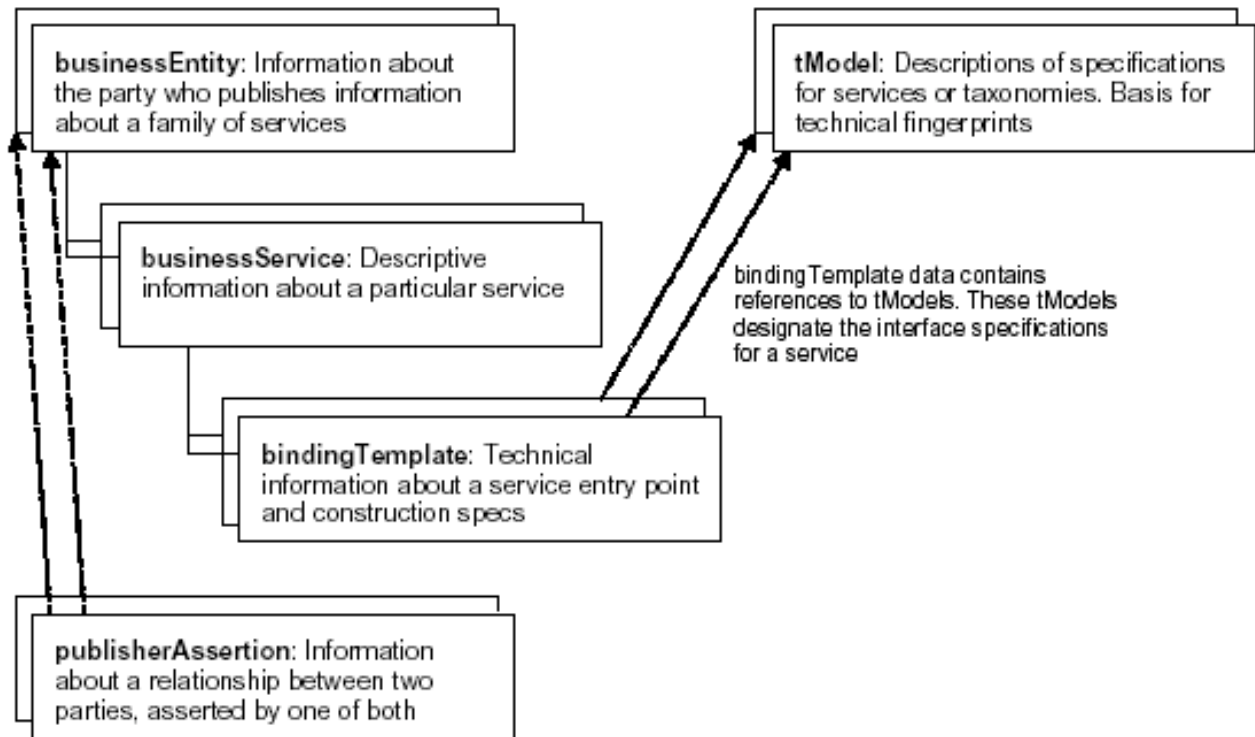 businessEntity: Information about
the party who publishes information
about a family of services
tModel: Descriptions of specifications
for services or taxonomies. Basis for
technical fingerprints
businessService: Descriptive
information about a particular service
bindingTemplate data contains
references to tModels. These tModels
designate the interface specifications
for a service
bindingTemplate: Technical
information about a service entry point
and construction specs
publisherAssertion: Information
about a relationship between two
parties, asserted by one of both